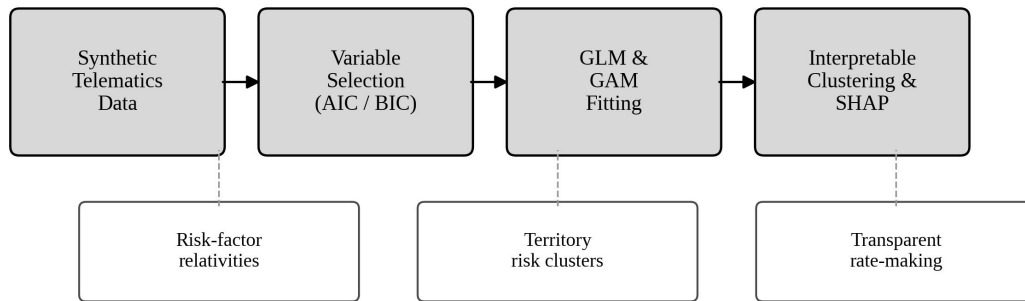 Synthetic
Telematics
Data
Variable
Selection
(AIC / BIC)
GLM &
GAM
Fitting
Interpretable
Clustering &
SHAP
Risk-factor
relativities
Territory
risk clusters
Transparent
rate-making